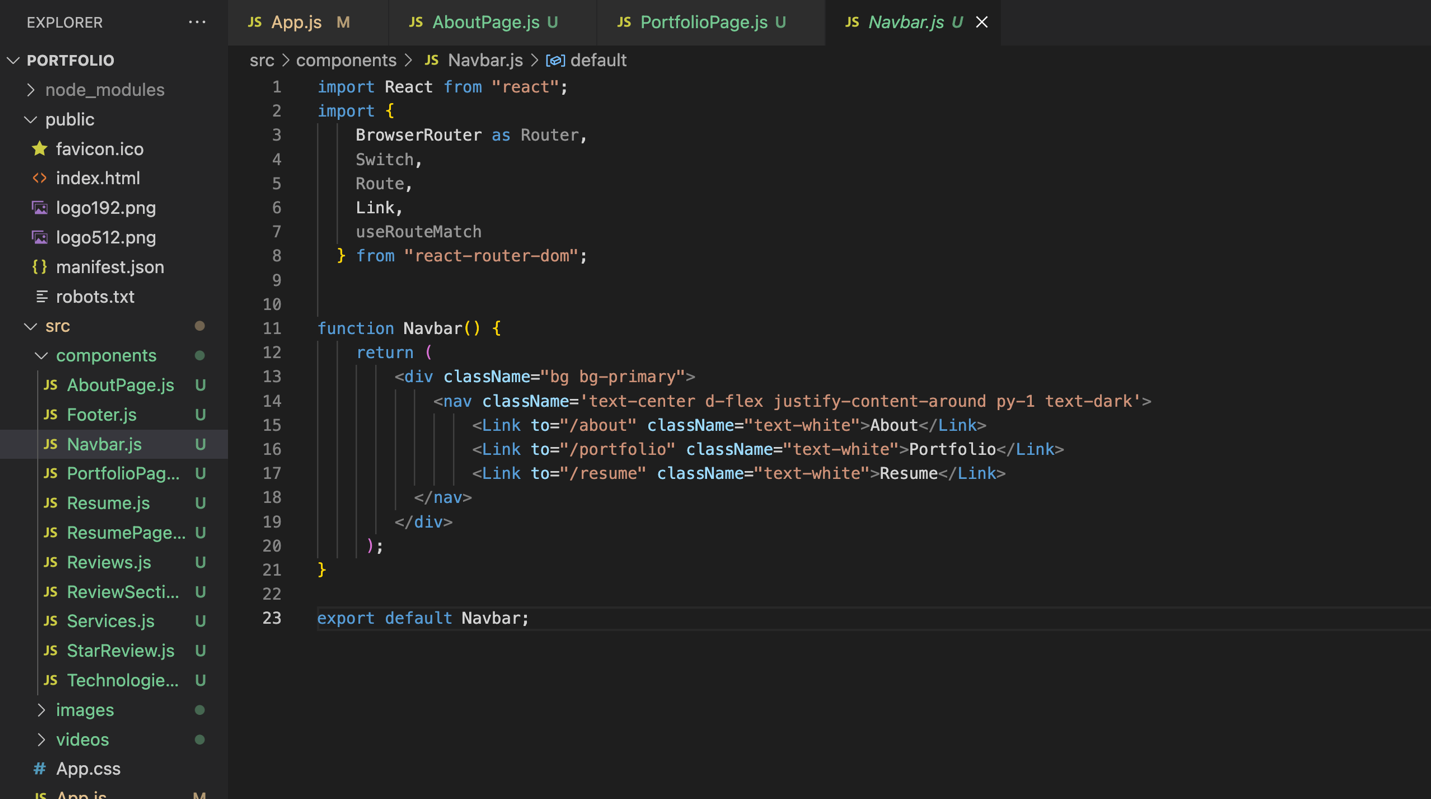 EXPLORER ...
PORTFOLIO
node_modules
public
favicon.ico
<> index.html
logo192.png
logo512.png
{} manifest.json
robots.txt
src
components
JS AboutPage.js U
JS Footer.js U
JS Navbar.js U
JS PortfolioPag... U
JS Resume.js U
JS ResumePage... U
JS Reviews.js U
JS ReviewSecti... U
JS Services.js U
JS StarReview.js U
JS Technologie... U
images
videos
# App.css
JS App.js M
JS App.js M JS AboutPage.js U JS PortfolioPage.js U JS Navbar.js U
src > components > JS Navbar.js > default
1 import React from "react";
2 import {
3 BrowserRouter as Router,
4 Switch,
5 Route,
6 Link,
7 useRouteMatch
8 } from "react-router-dom";
9
10
11 function Navbar() {
12 return (
13 <div className="bg bg-primary">
14 <nav className='text-center d-flex justify-content-around py-1 text-dark'>
15 <Link to="/about" className="text-white">About</Link>
16 <Link to="/portfolio" className="text-white">Portfolio</Link>
17 <Link to="/resume" className="text-white">Resume</Link>
18 </nav>
19 </div>
20 );
21 }
22
23 export default Navbar;